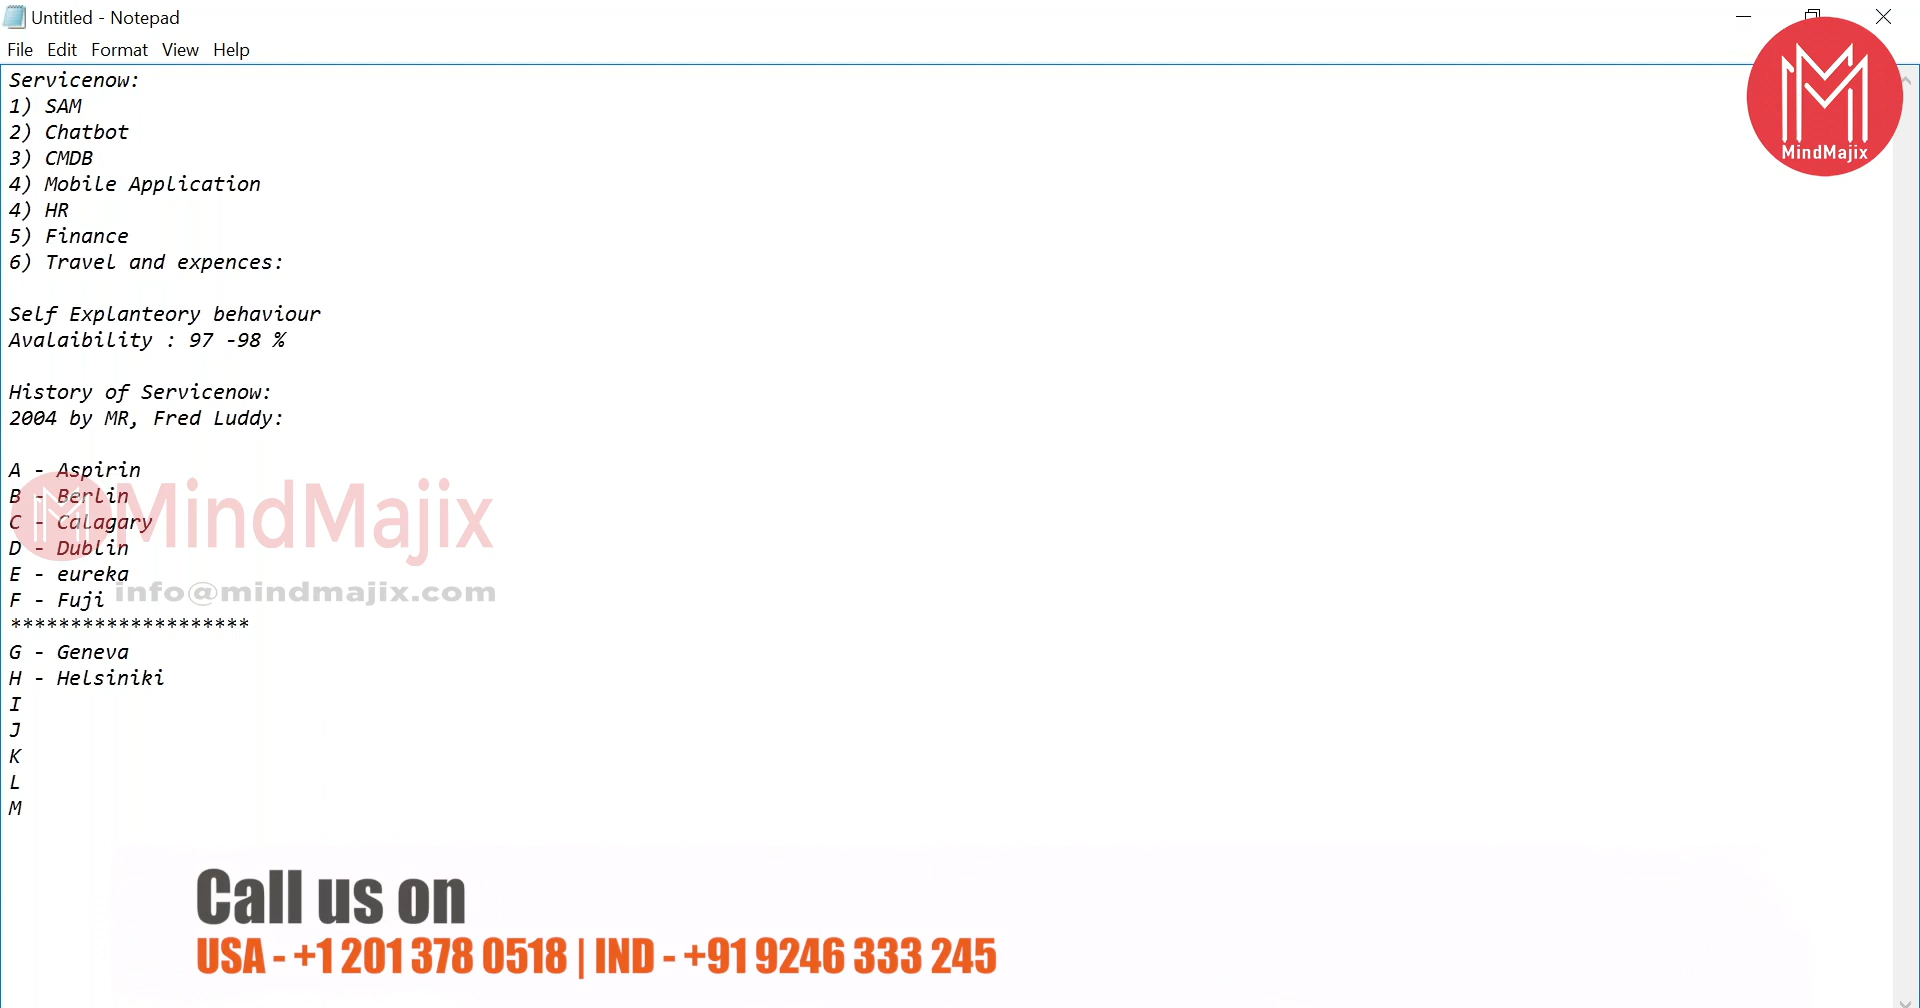 Untitled - Notepad
File Edit Format View Help
Servicenow:
1) SAM
2) Chatbot
3) CMDB
4) Mobile Application
4) HR
5) Finance
6) Travel and expences:
Self Explanteory behaviour
Avalaibility : 97 -98 %
History of Servicenow:
2004 by MR, Fred Luddy:
A - Aspirin
B - Berlin
C - Calagary
D - Dublin
E - eureka
F - Fuji
********************
G - Geneva
H - Helsiniki
I
J
K
L
M
MindMajix
MindMajix
info@mindmajix.com
Call us on
USA - +1 201 378 0518 | IND - +91 9246 333 245